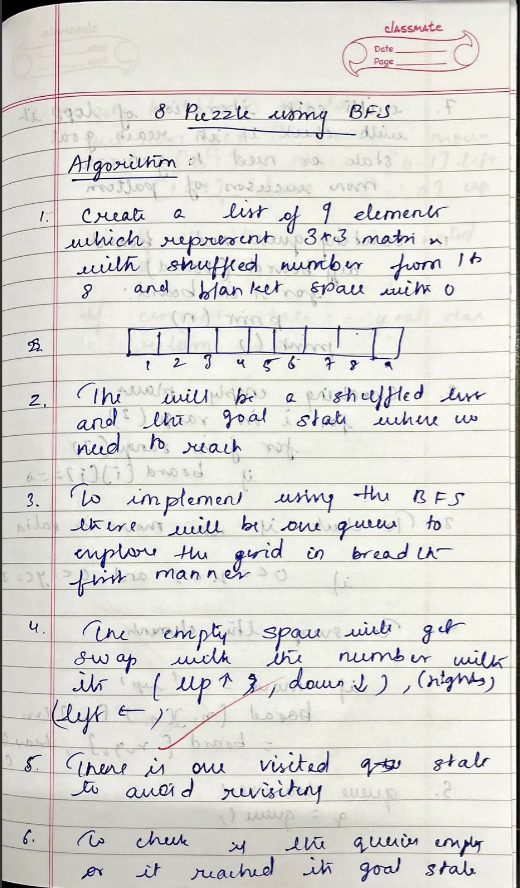 classmate
Date
Page
8 Puzzle using BFS
Algorithm :
1. Create a list of 9 elements
which represent 3*3 matrix
with shuffled number from 1 to
8 and blanket space with 0
1 2 3 4 5 6 7 8 9
2. The will be a shuffled list
and the goal state where we
need to reach
3. To implement using the BFS
there will be one queue to
explore the grid in breadth
first manner
4. The empty space will get
swap with the number with
its (up ↑ , down ↓), (right),
(left ←)
5. There is one visited state
to avoid revisiting
6. To check if the queue is empty
or it reached its goal state